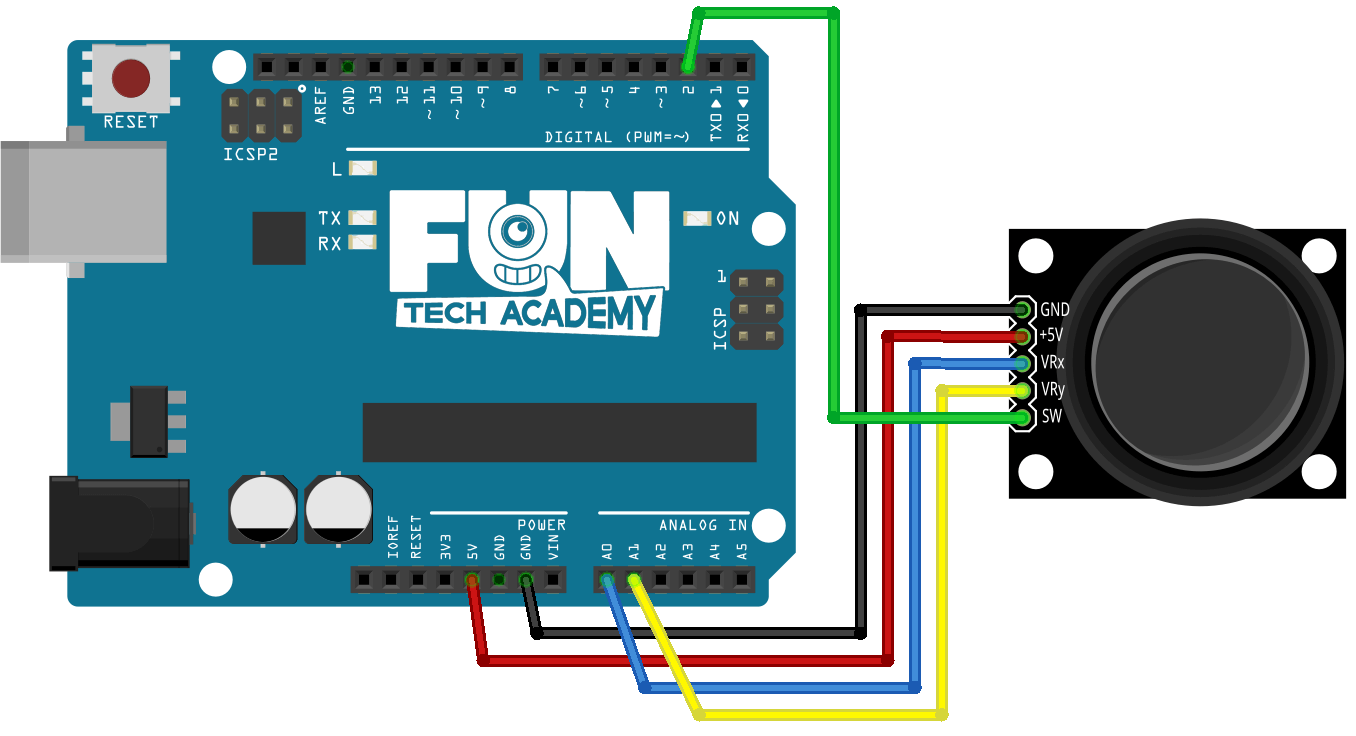 RESET
ICSP2
AREF
GND
13
12
~11
~10
~9
8
7
~6
~5
4
~3
2
TX0▶1
RX0◀0
DIGITAL (PWM=~)
L
TX
RX
ON
FUN
TECH ACADEMY
1
ICSP
GND
+5V
VRx
VRy
SW
POWER
ANALOG IN
IOREF
RESET
3V3
5V
GND
GND
VIN
A0
A1
A2
A3
A4
A5